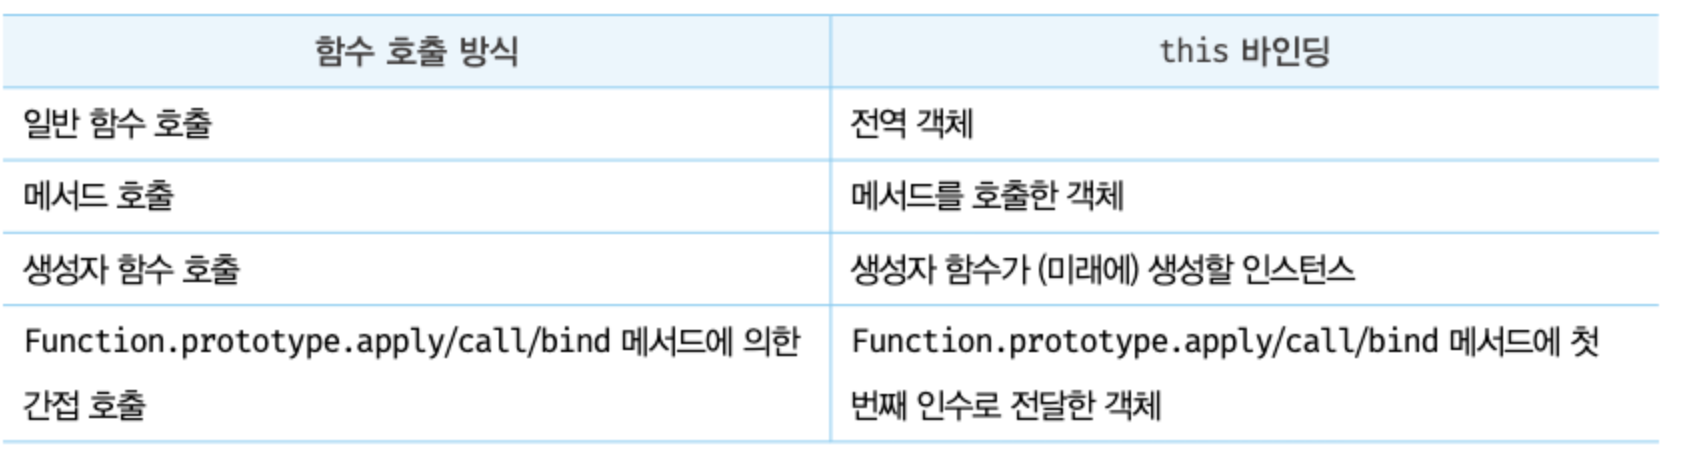 함수 호출 방식
this 바인딩
일반 함수 호출
전역 객체
메서드 호출
메서드를 호출한 객체
생성자 함수 호출
생성자 함수가 (미래에) 생성할 인스턴스
Function.prototype.apply/call/bind 메서드에 의한
간접 호출
Function.prototype.apply/call/bind 메서드에 첫
번째 인수로 전달한 객체